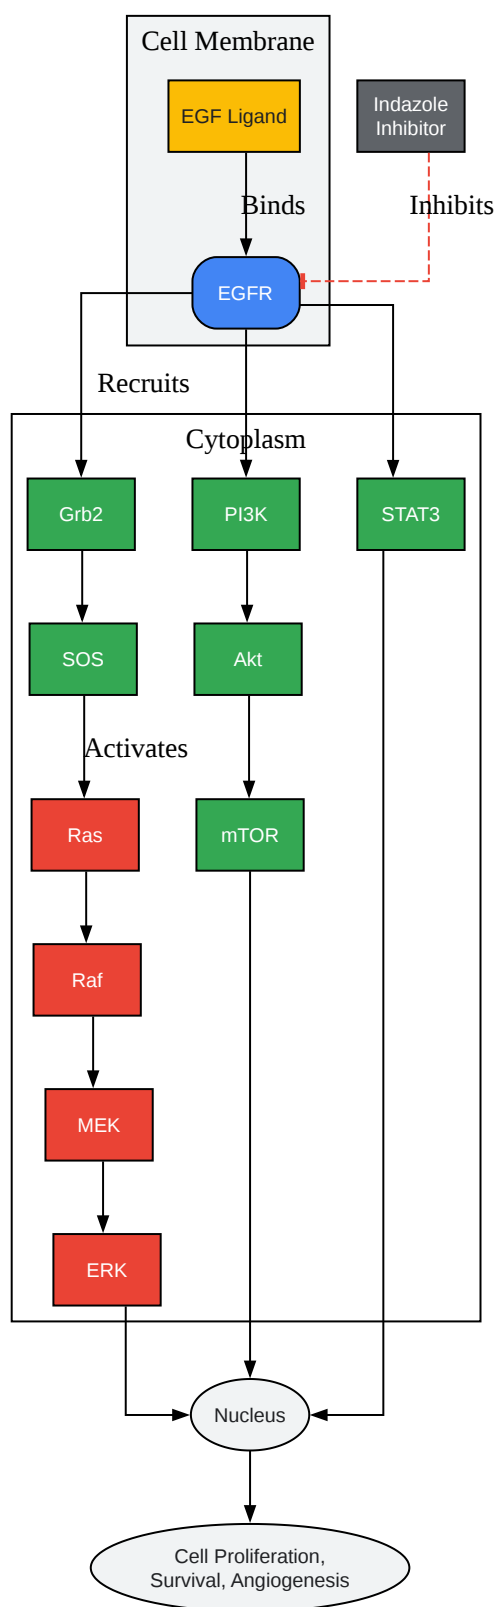 Cell Membrane
EGF Ligand
Indazole
Inhibitor
Binds
Inhibits
EGFR
Recruits
Cytoplasm
Grb2
PI3K
STAT3
SOS
Akt
Activates
Ras
mTOR
Raf
MEK
ERK
Nucleus
Cell Proliferation,
Survival, Angiogenesis